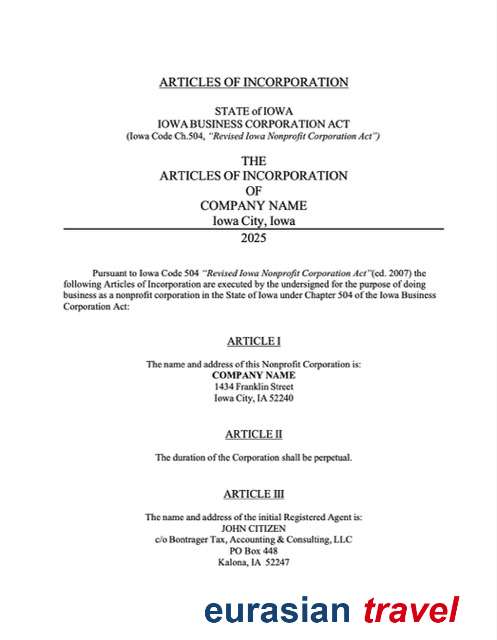 ARTICLES OF INCORPORATION
STATE of IOWA
IOWA BUSINESS CORPORATION ACT
(Iowa Code Ch.504, “Revised Iowa Nonprofit Corporation Act”)
THE
ARTICLES OF INCORPORATION
OF
COMPANY NAME
Iowa City, Iowa
2025
Pursuant to Iowa Code 504 “Revised Iowa Nonprofit Corporation Act”(ed. 2007) the
following Articles of Incorporation are executed by the undersigned for the purpose of doing
business as a nonprofit corporation in the State of Iowa under Chapter 504 of the Iowa Business
Corporation Act:
ARTICLE I
The name and address of this Nonprofit Corporation is:
COMPANY NAME
1434 Franklin Street
Iowa City, IA 52240
ARTICLE II
The duration of the Corporation shall be perpetual.
ARTICLE III
The name and address of the initial Registered Agent is:
JOHN CITIZEN
c/o Bontrager Tax, Accounting & Consulting, LLC
PO Box 448
Kalona, IA 52247
eurasian travel